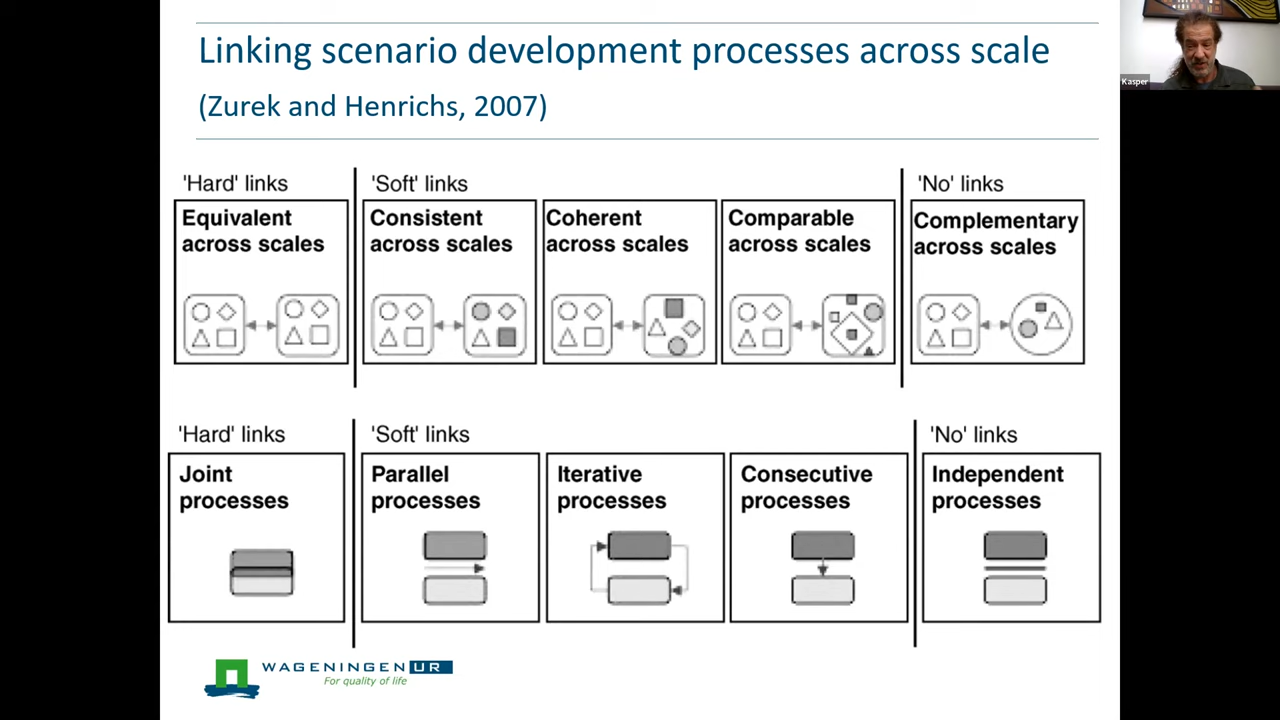 Linking scenario development processes across scale
(Zurek and Henrichs, 2007)
Kasper
'Hard' links
'Soft' links
'No' links
Equivalent
across scales
Consistent
across scales
Coherent
across scales
Comparable
across scales
Complementary
across scales
'Hard' links
'Soft' links
'No' links
Joint
processes
Parallel
processes
Iterative
processes
Consecutive
processes
Independent
processes
WAGENINGEN UR
For quality of life